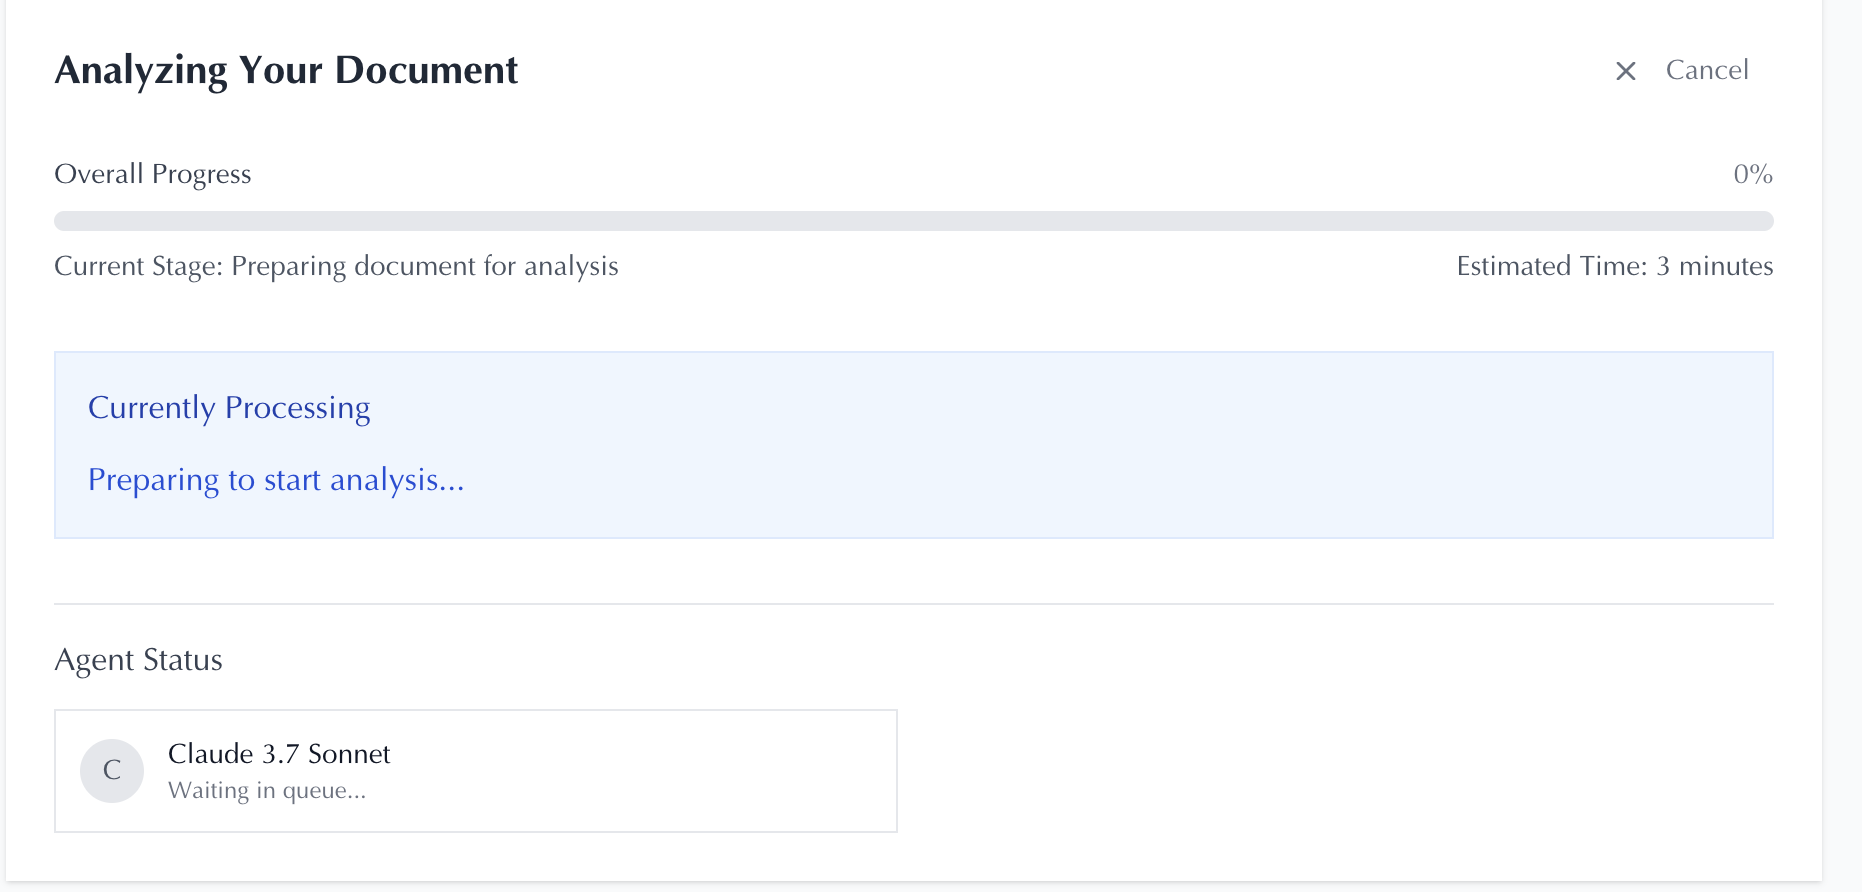 Analyzing Your Document
Cancel
Overall Progress
0%
Current Stage: Preparing document for analysis
Estimated Time: 3 minutes
Currently Processing
Preparing to start analysis...
Agent Status
C
Claude 3.7 Sonnet
Waiting in queue...